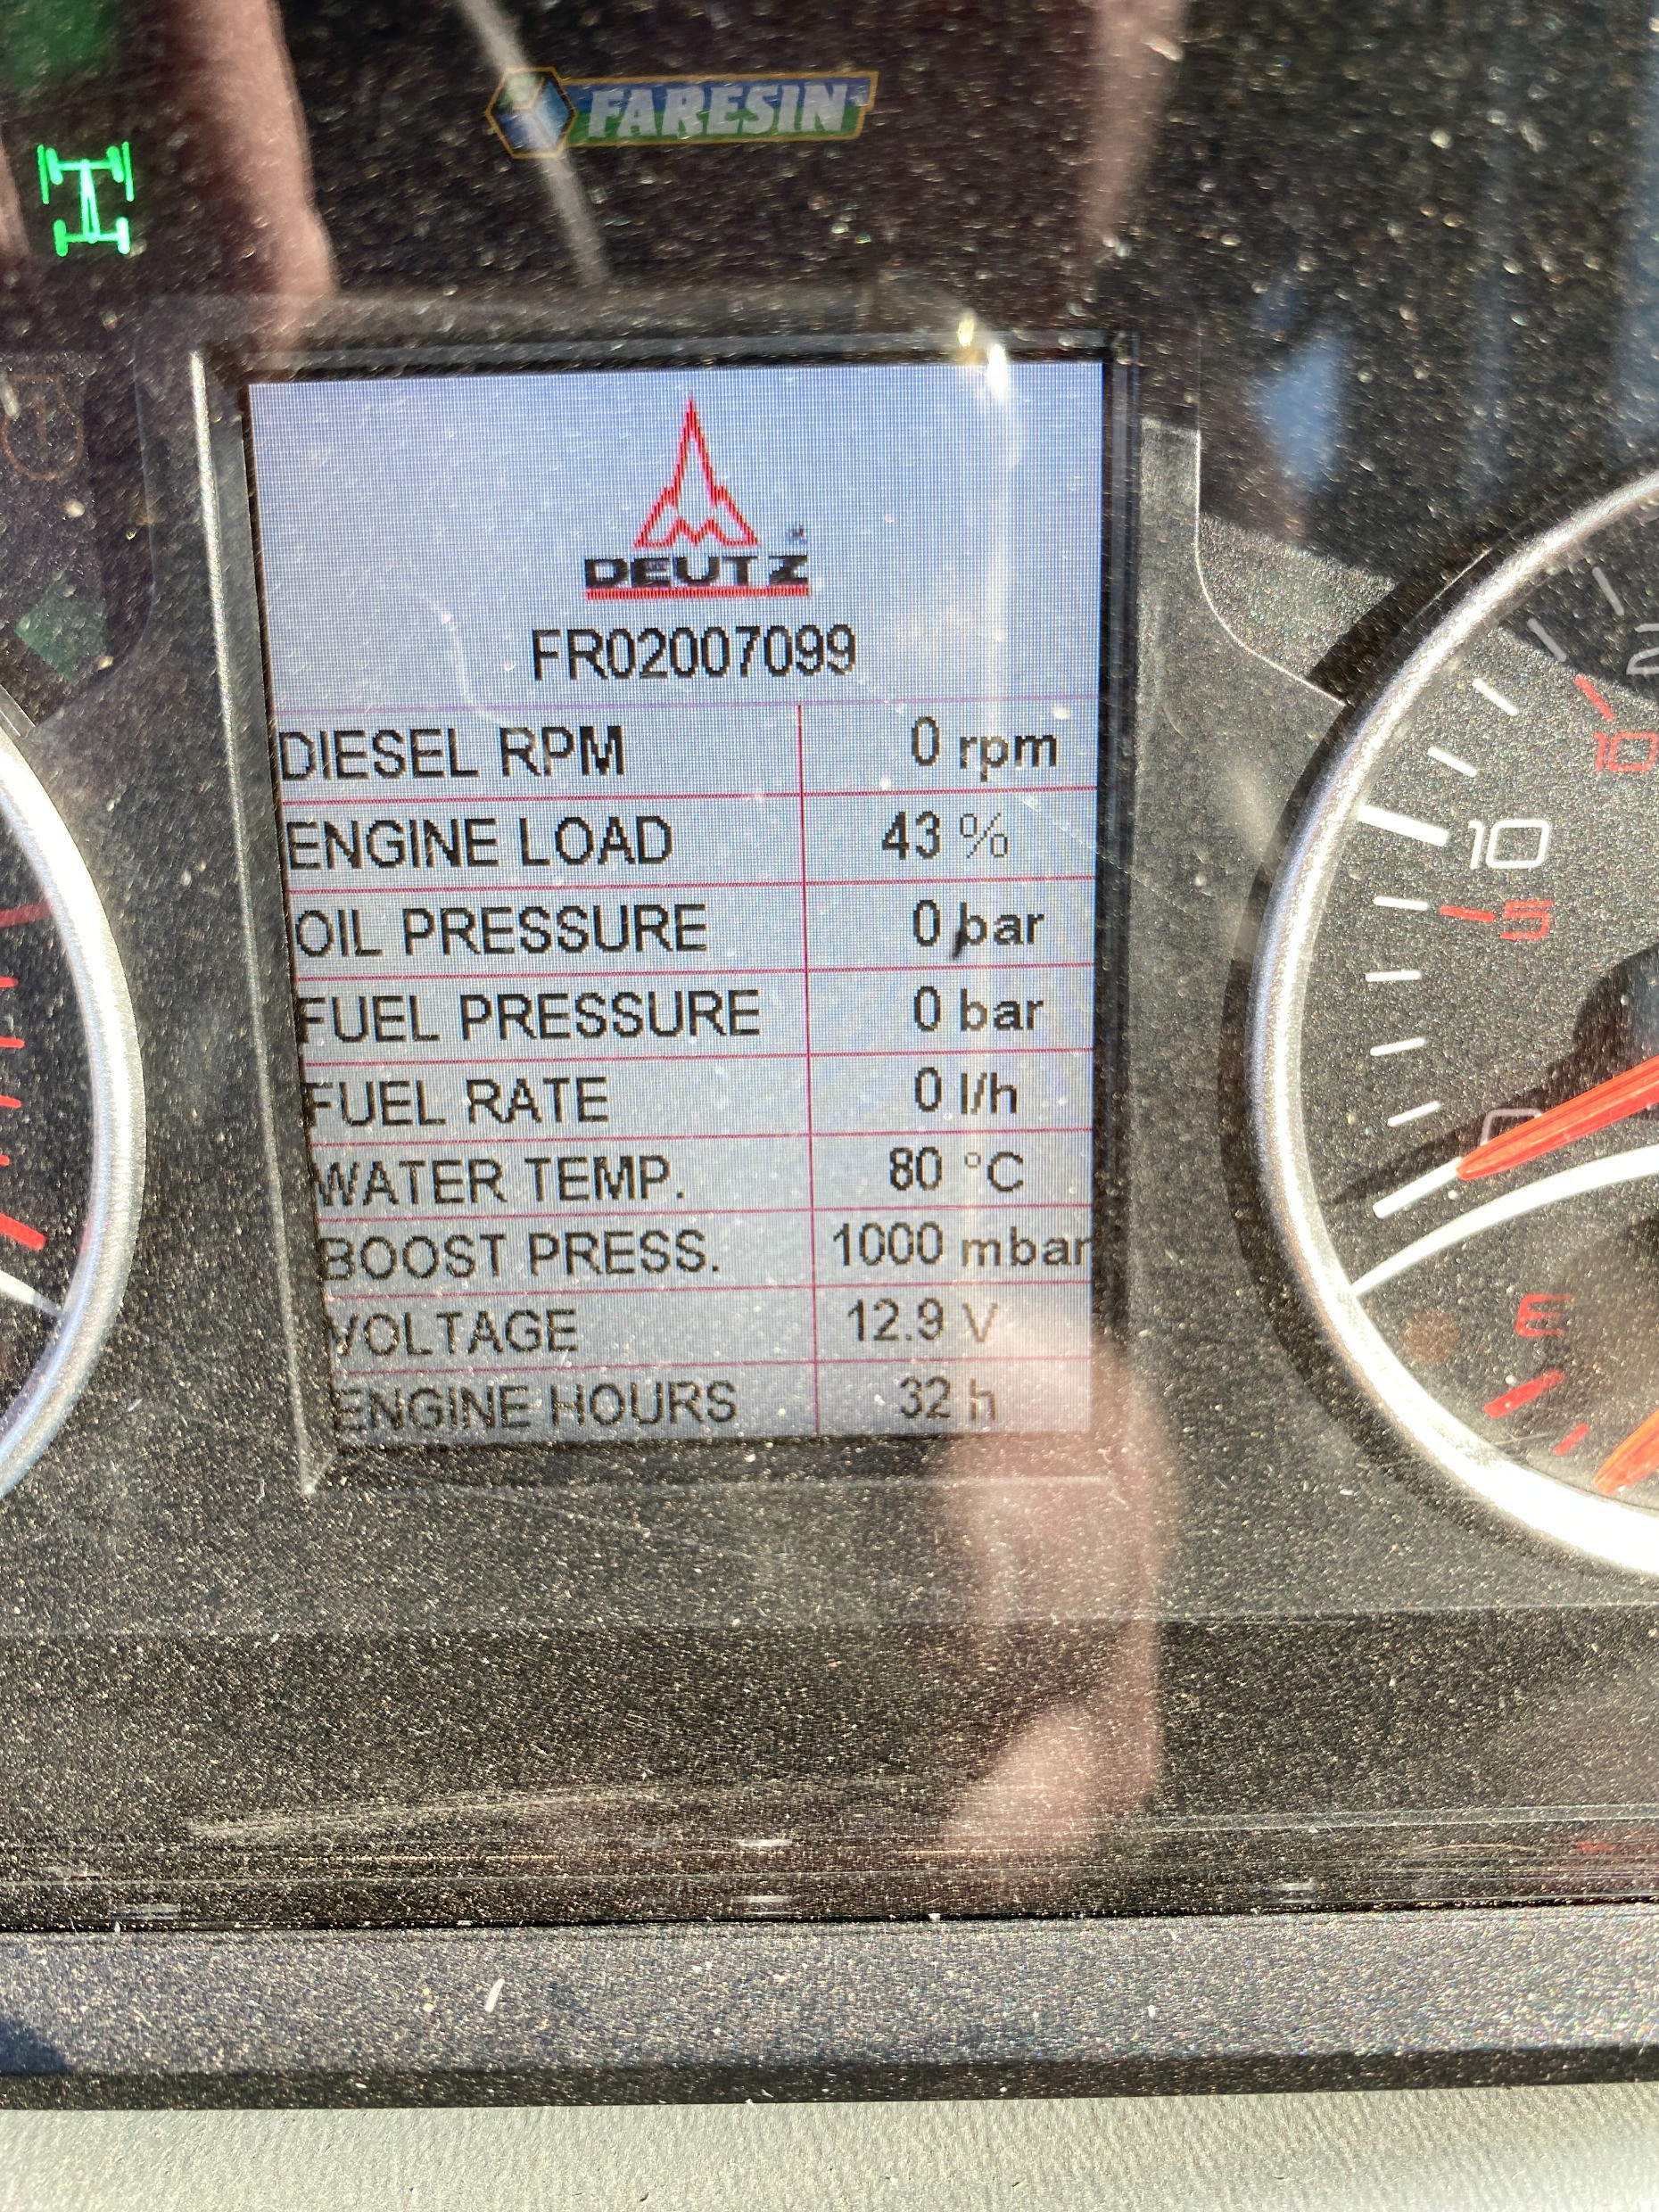 FARESIN
DEUTZ
FR02007099
DIESEL RPM 0 rpm
ENGINE LOAD 43 %
OIL PRESSURE 0 bar
FUEL PRESSURE 0 bar
FUEL RATE 0 l/h
WATER TEMP. 80 °C
BOOST PRESS. 1000 mbar
VOLTAGE 12.9 V
ENGINE HOURS 32 h
10
10
5
0
E